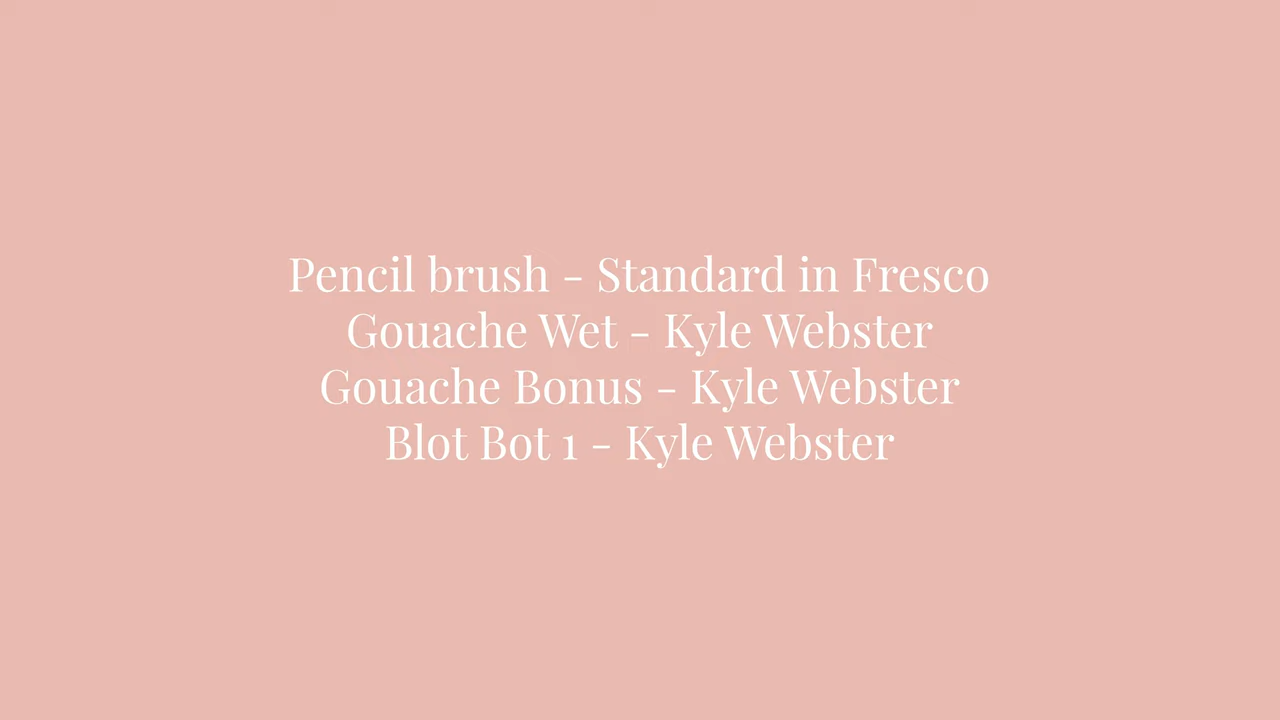 Pencil brush - Standard in Fresco
Gouache Wet - Kyle Webster
Gouache Bonus - Kyle Webster
Blot Bot 1 - Kyle Webster